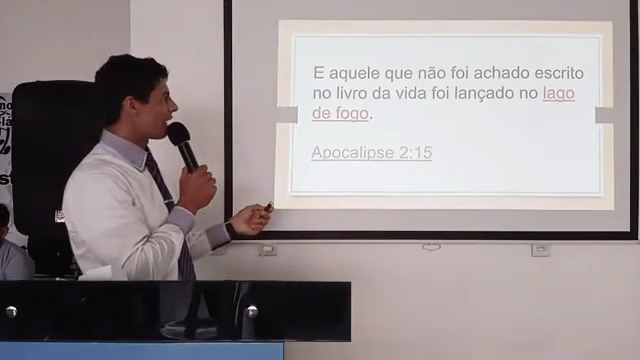 E aquele que não foi achado escrito
no livro da vida foi lançado no lago
de fogo.
Apocalipse 2:15